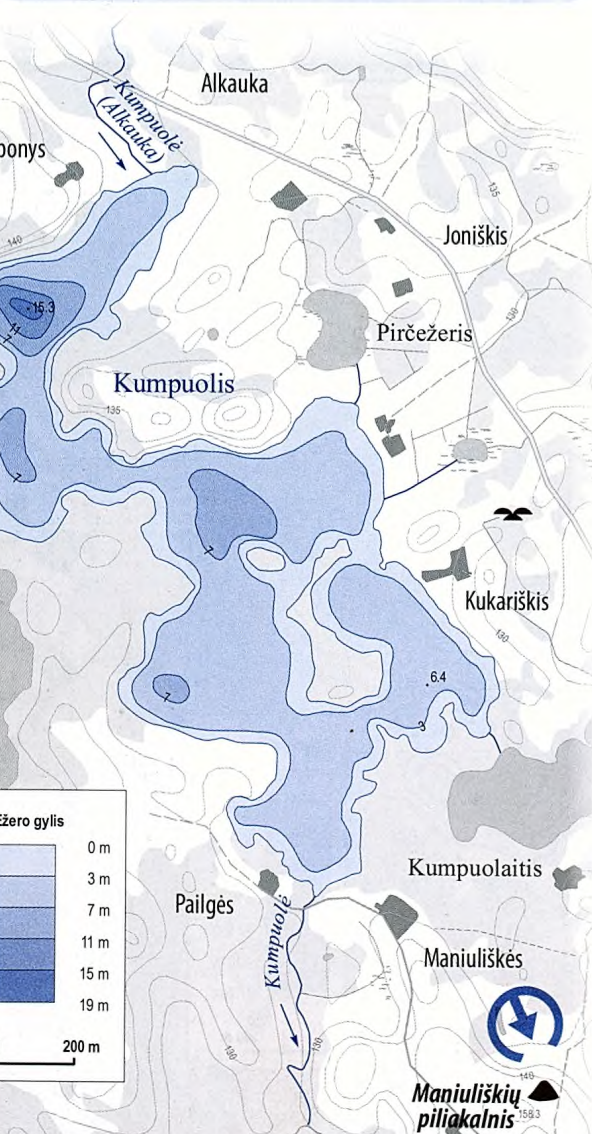 Alkauka
Kumpuolė
(Alkauka)
ponys
135
Joniškis
140
15.3
11
7
130
Pirčežeris
Kumpuolis
135
7
7
Kukariškis
130
7
6.4
3
Ežero gylis
0 m
3 m
7 m
11 m
15 m
19 m
200 m
Kumpuolaitis
Pailgės
Kumpuolė
Maniuliškės
130
130
140
Maniuliškių
piliakalnis
158.3